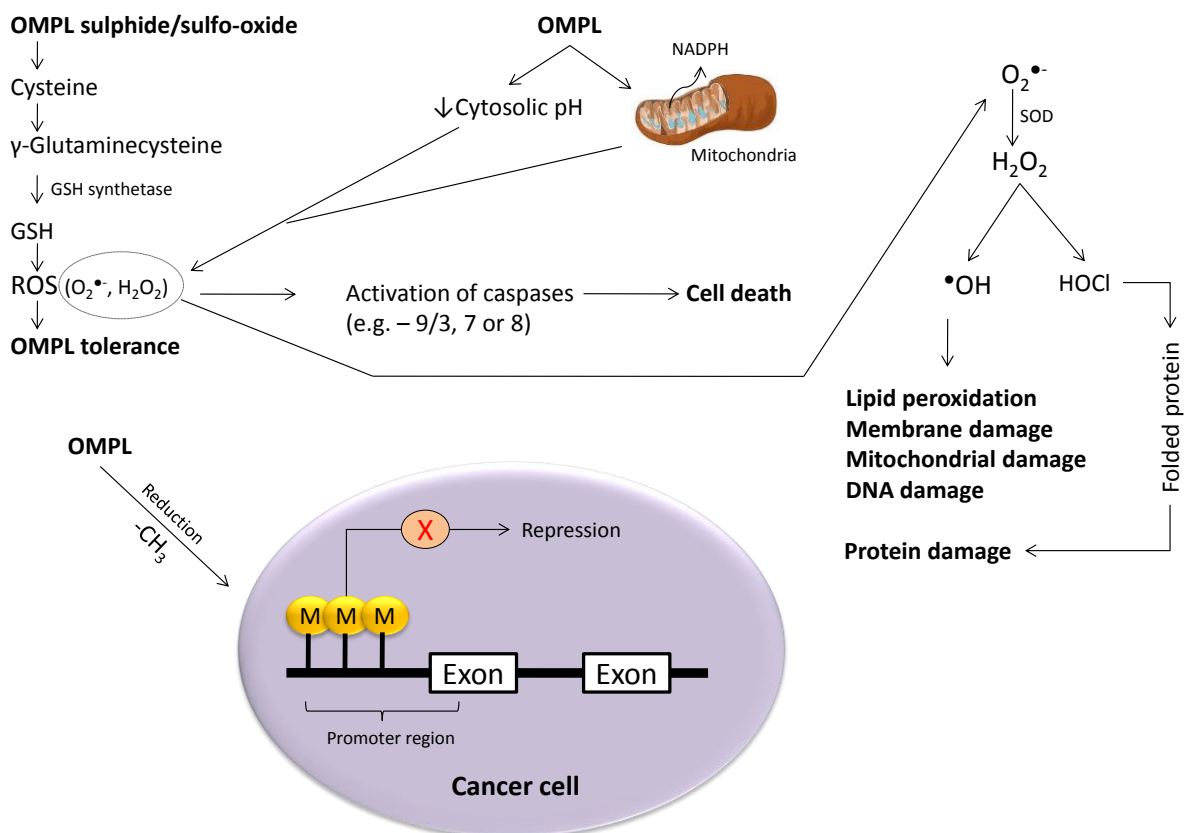 OMPL sulphide/sulfo-oxide
Cysteine
γ-Glutaminecysteine
GSH synthetase
GSH
ROS (O₂•-, H₂O₂)
OMPL tolerance
OMPL
NADPH
↓Cytosolic pH
Mitochondria
Activation of caspases
(e.g. – 9/3, 7 or 8)
Cell death
O₂•-
SOD
H₂O₂
•OH
HOCl
Lipid peroxidation
Membrane damage
Mitochondrial damage
DNA damage
Folded protein
Protein damage
OMPL
Reduction
-CH₃
X
Repression
M M M
Exon Exon
Promoter region
Cancer cell